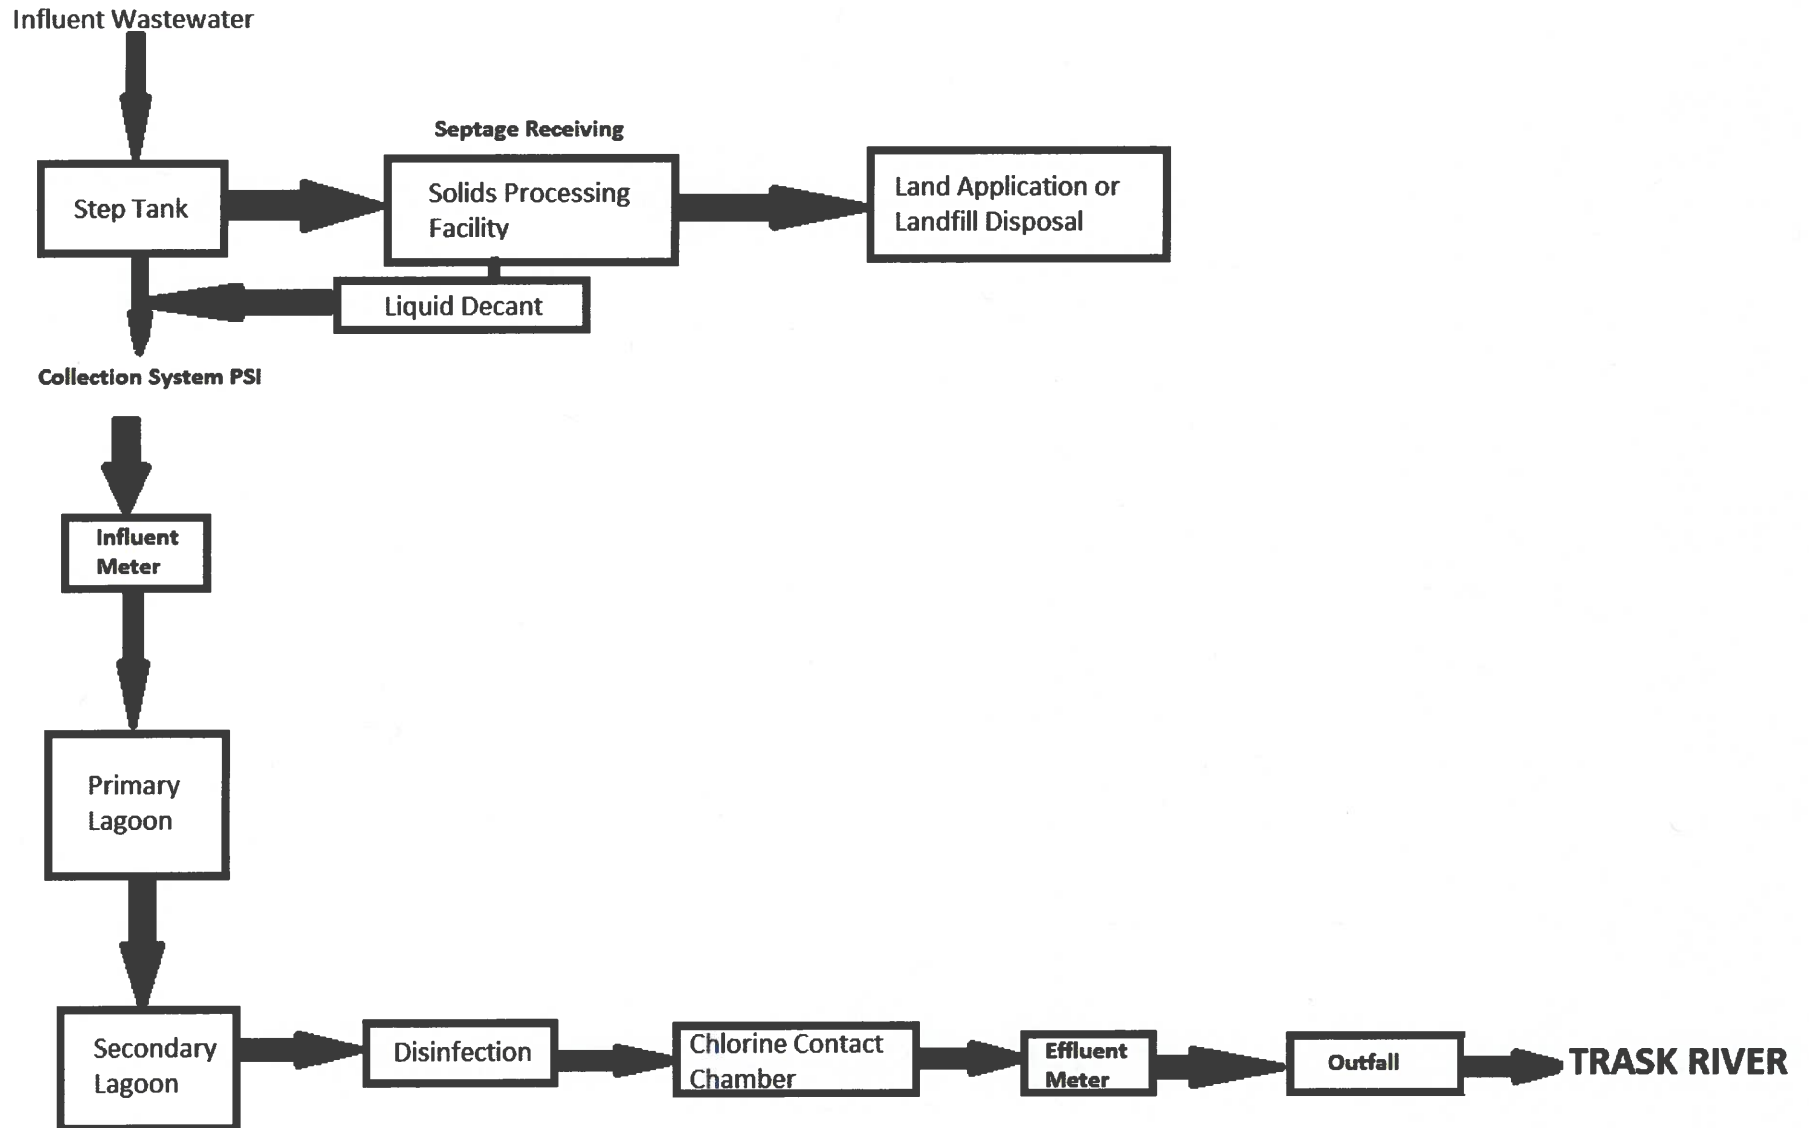 Influent Wastewater
Septage Receiving
Step Tank
Solids Processing
Facility
Land Application or
Landfill Disposal
Liquid Decant
Collection System PSI
Influent
Meter
Primary
Lagoon
Secondary
Lagoon
Disinfection
Chlorine Contact
Chamber
Effluent
Meter
Outfall
TRASK RIVER